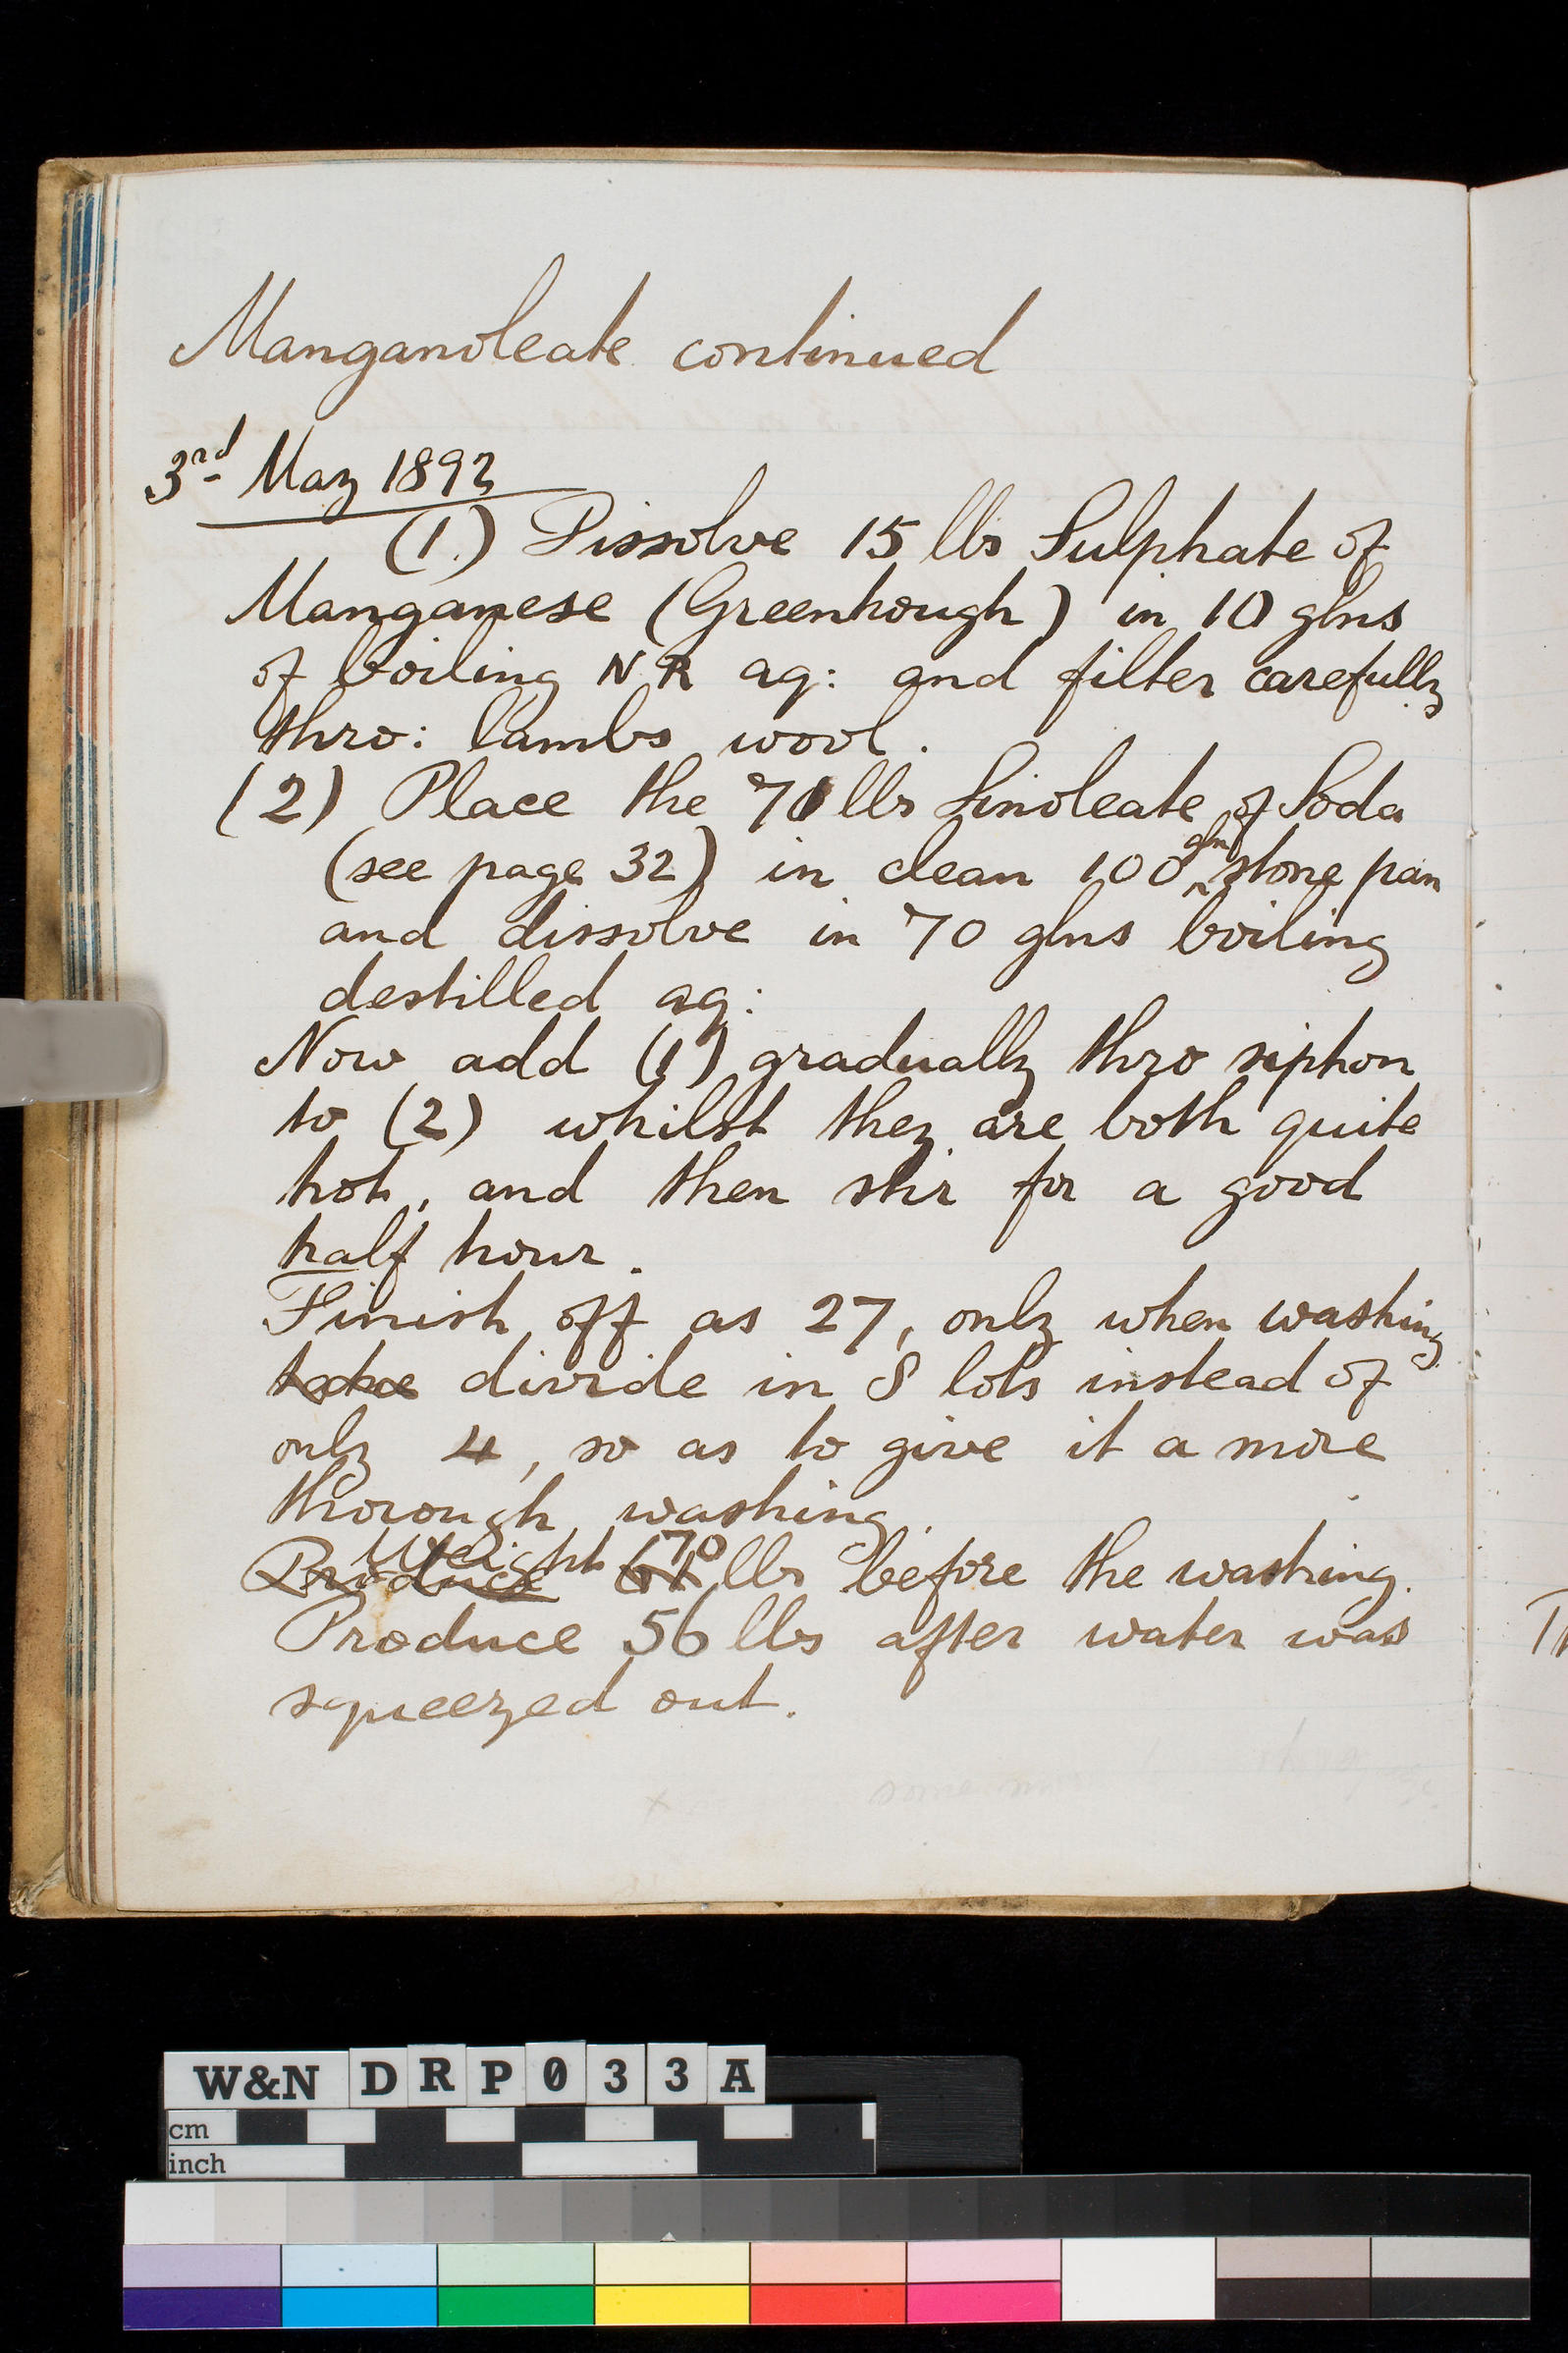 Manganoleate continued
3rd May 1892
(1.) Dissolve 15 lbs Sulphate of
Manganese (Greenhough) in 10 glns
of boiling N R aq: and filter carefully
thro: lambs wool.
(2) Place the 71 lbs Linoleate of Soda
(see page 32) in clean 100 gln stone pan
and dissolve in 70 glns boiling
destilled aq:
Now add (1) gradually thro siphon
to (2) whilst they are both quite
hot, and then stir for a good
half hour.
Finish off as 27, only when washing
take divide in 8 lots instead of
only 4, so as to give it a more
thorough washing.
Produce Weight 70 lbs before the washing.
Produce 56 lbs after water was
squeezed out.
Th
W&N DRP033A
cm
inch